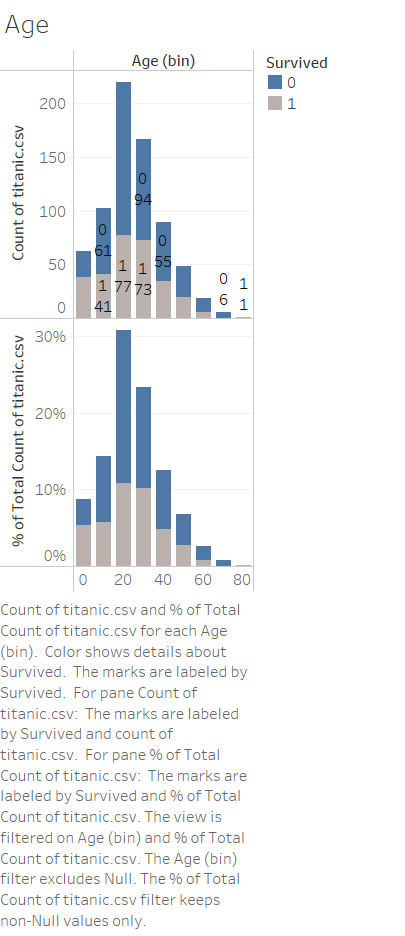 Age
Age (bin)
Survived
0
1
Count of titanic.csv
200
150
100
50
0
0
61
1
41
1
77
0
94
1
73
0
55
0
6
1
1
% of Total Count of titanic.csv
30%
20%
10%
0%
0 20 40 60 80
Count of titanic.csv and % of Total
Count of titanic.csv for each Age
(bin). Color shows details about
Survived. The marks are labeled by
Survived. For pane Count of
titanic.csv: The marks are labeled
by Survived and count of
titanic.csv. For pane % of Total
Count of titanic.csv: The marks are
labeled by Survived and % of Total
Count of titanic.csv. The view is
filtered on Age (bin) and % of Total
Count of titanic.csv. The Age (bin)
filter excludes Null. The % of Total
Count of titanic.csv filter keeps
non-Null values only.